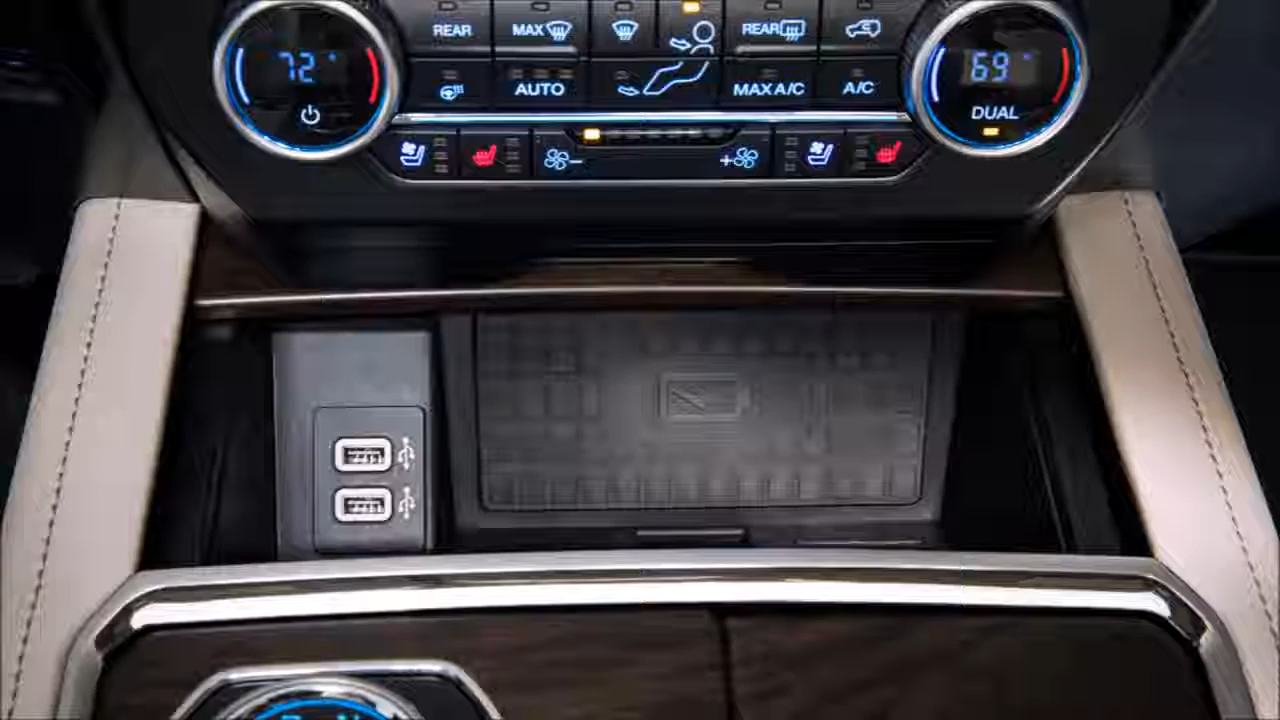 REAR MAX REAR
72° 69°
AUTO MAX A/C A/C
DUAL
- +